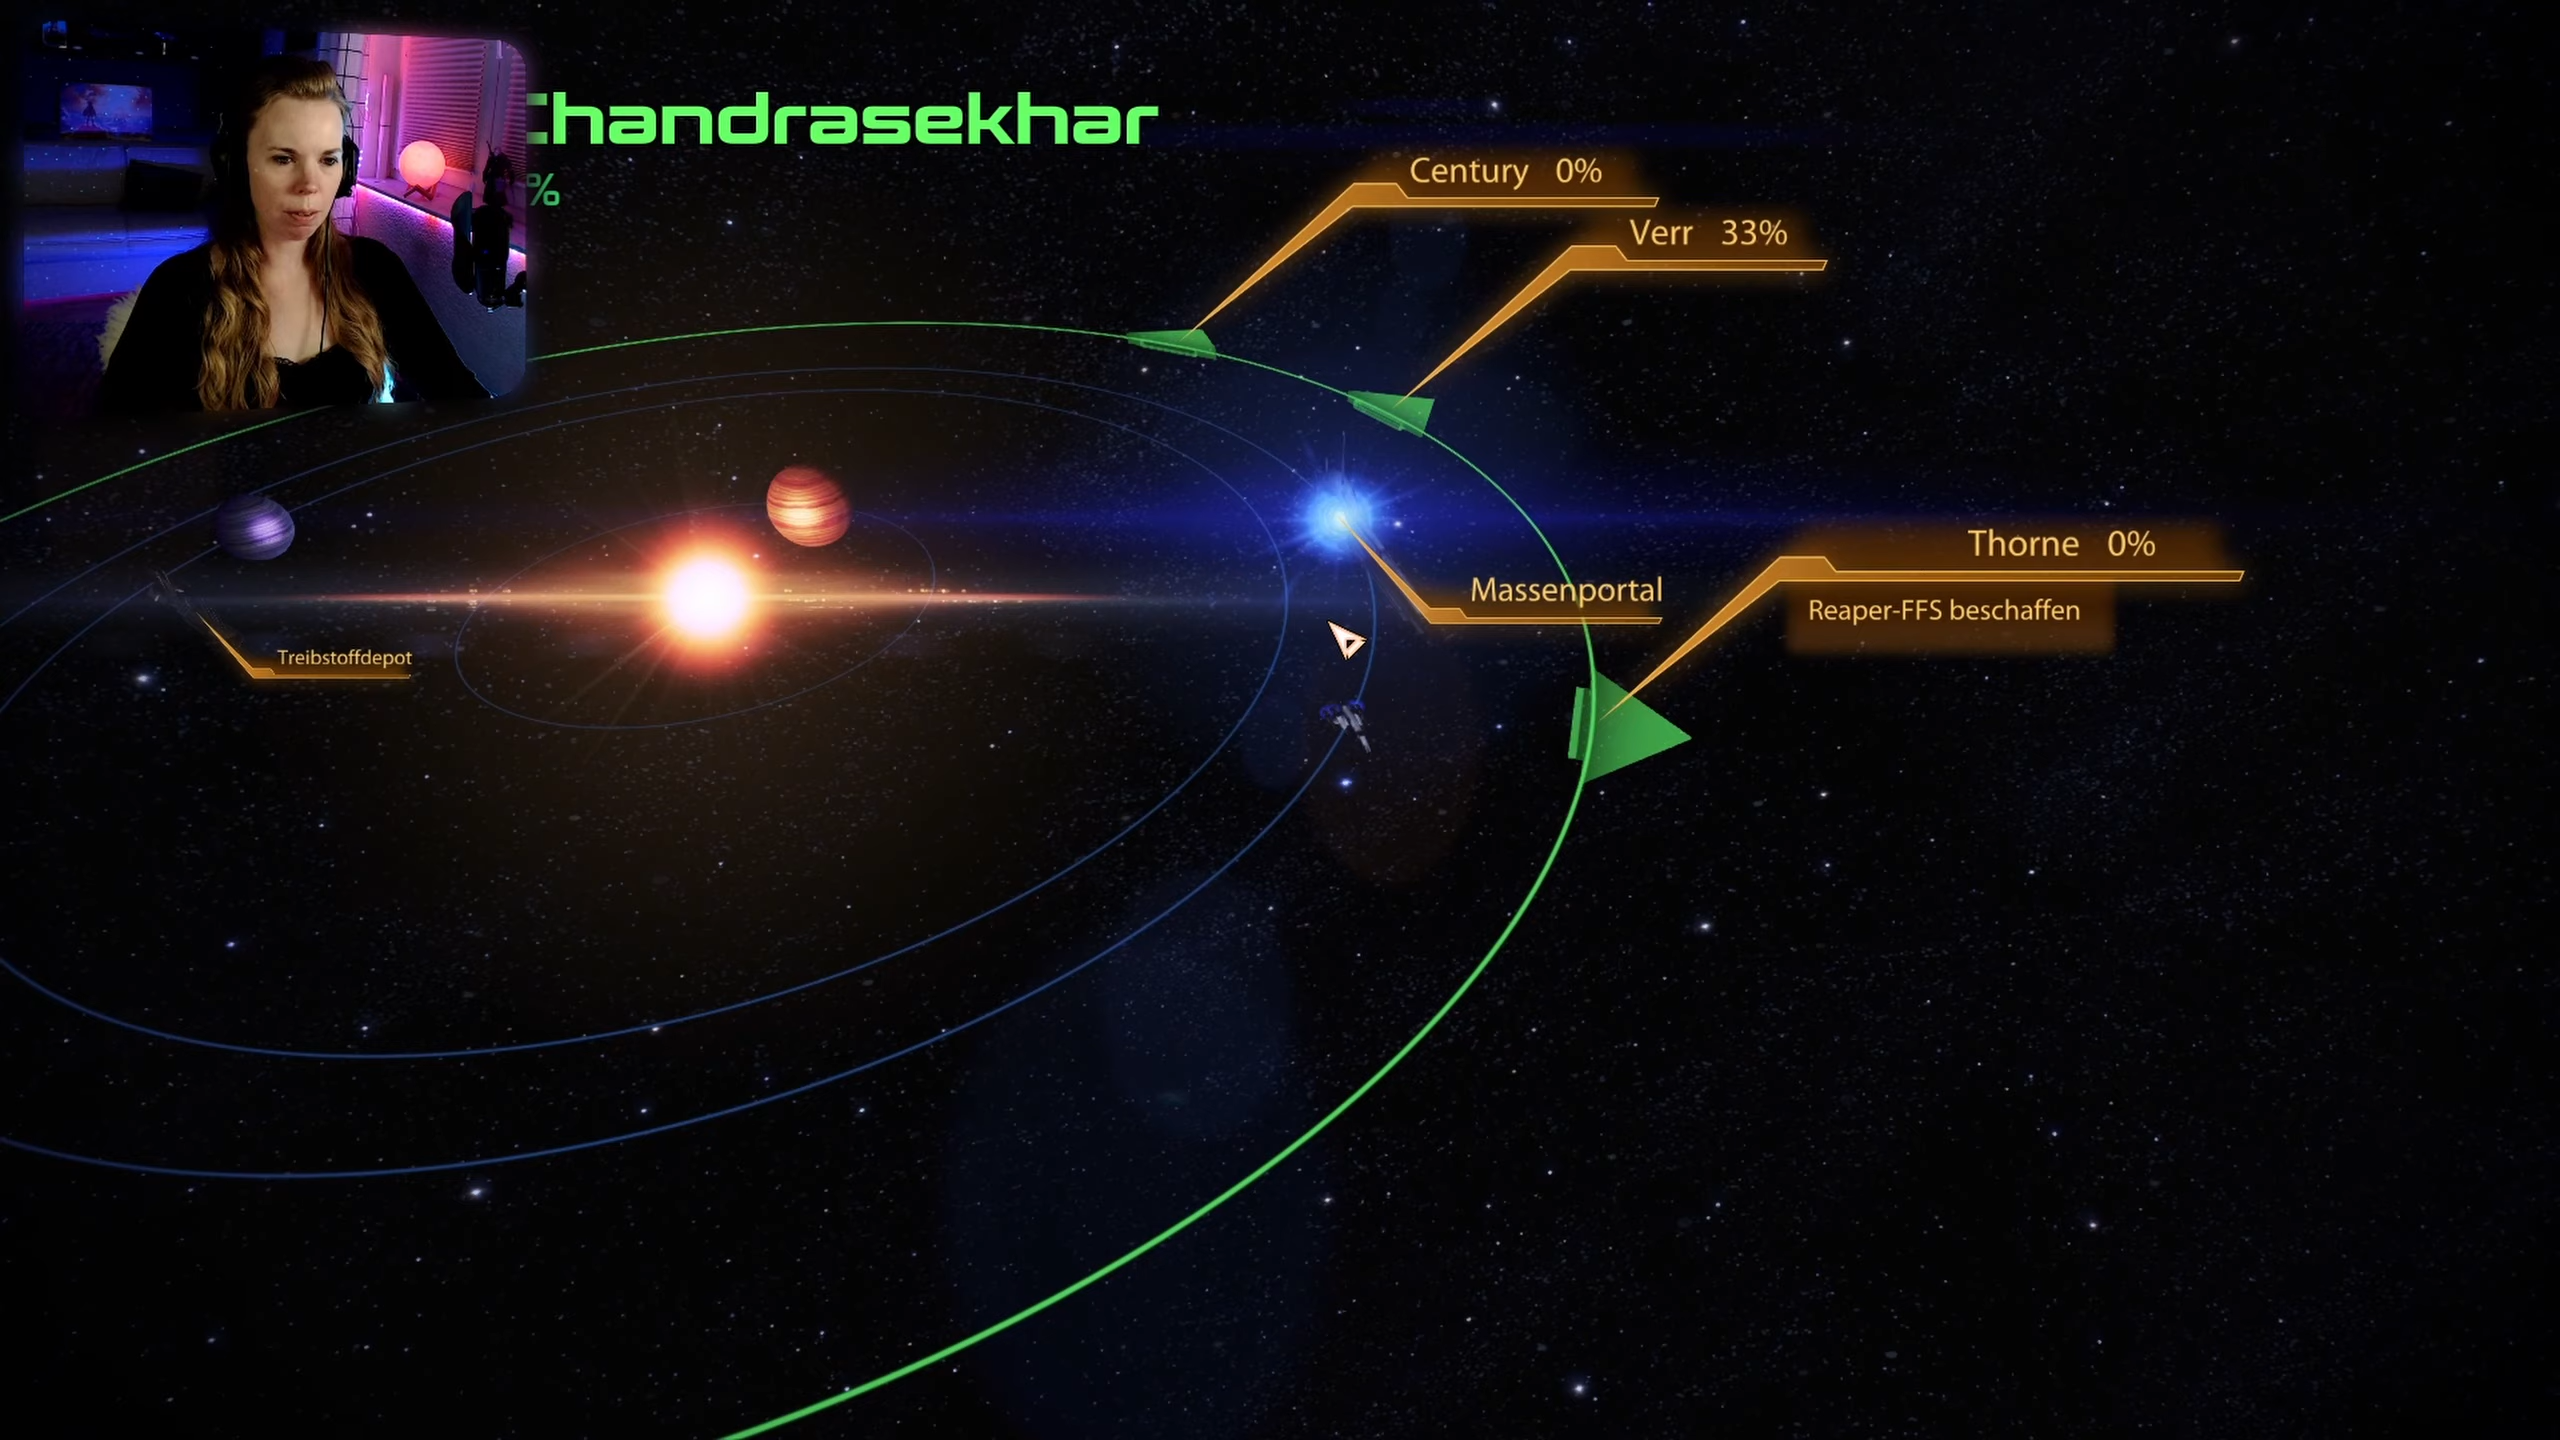 Chandrasekhar
%
Century 0%
Verr 33%
Thorne 0%
Reaper-FFS beschaffen
Massenportal
Treibstoffdepot